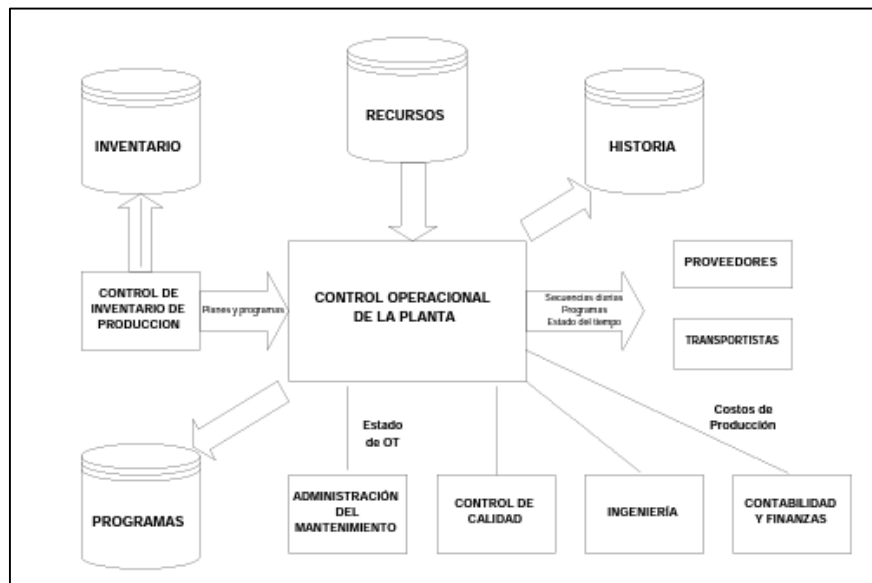 RECURSOS
INVENTARIO
HISTORIA
CONTROL DE
INVENTARIO DE
PRODUCCION
Planes y programas
CONTROL OPERACIONAL
DE LA PLANTA
Secuencias diarias
Programas
Estado del tiempo
PROVEEDORES
TRANSPORTISTAS
Estado
de OT
Costos de
Producción
PROGRAMAS
ADMINISTRACIÓN
DEL
MANTENIMIENTO
CONTROL DE
CALIDAD
INGENIERÍA
CONTABILIDAD
Y FINANZAS